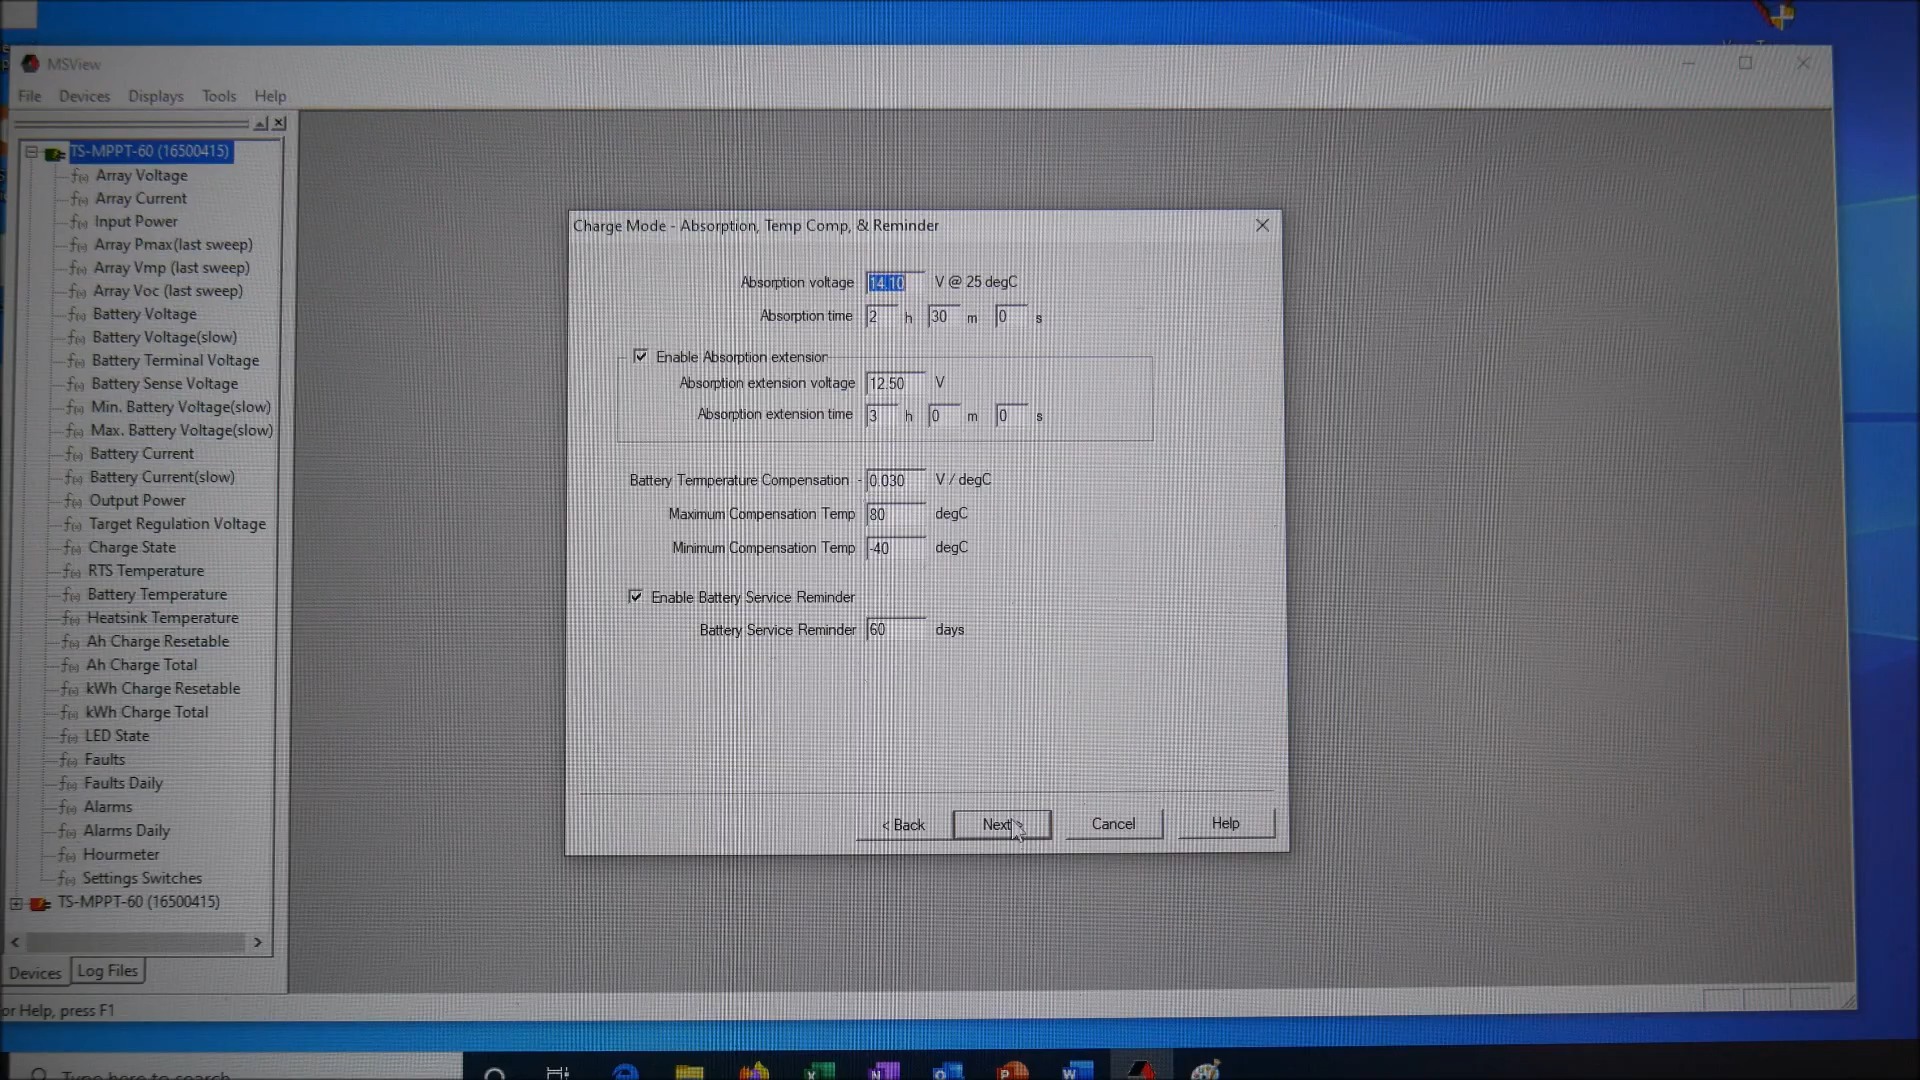 MSView
File Devices Displays Tools Help
TS-MPPT-60 (16500415)
Array Voltage
Array Current
Input Power
Array Pmax(last sweep)
Array Vmp (last sweep)
Array Voc (last sweep)
Battery Voltage
Battery Voltage(slow)
Battery Terminal Voltage
Battery Sense Voltage
Min. Battery Voltage(slow)
Max. Battery Voltage(slow)
Battery Current
Battery Current(slow)
Output Power
Target Regulation Voltage
Charge State
RTS Temperature
Battery Temperature
Heatsink Temperature
Ah Charge Resetable
Ah Charge Total
kWh Charge Resetable
kWh Charge Total
LED State
Faults
Faults Daily
Alarms
Alarms Daily
Hourmeter
Settings Switches
TS-MPPT-60 (16500415)
Devices Log Files
or Help, press F1
Charge Mode - Absorption, Temp Comp, & Reminder
Absorption voltage 14.10 V @ 25 degC
Absorption time 2 h 30 m 0 s
Enable Absorption extension
Absorption extension voltage 12.50 V
Absorption extension time 3 h 0 m 0 s
Battery Termperature Compensation - 0.030 V / degC
Maximum Compensation Temp 80 degC
Minimum Compensation Temp -40 degC
Enable Battery Service Reminder
Battery Service Reminder 60 days
< Back Next > Cancel Help
Type here to search